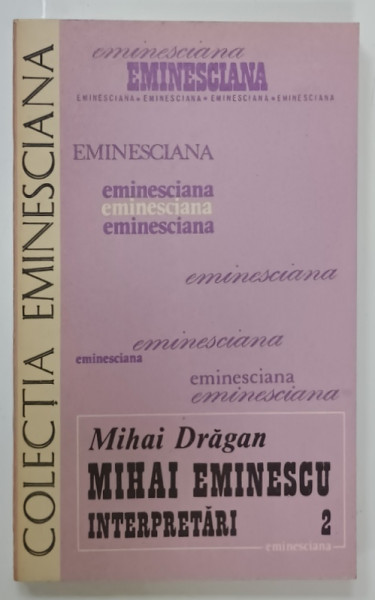 COLECȚIA EMINESCIANA
eminesciana
EMINESCIANA
EMINESCIANA • EMINESCIANA • EMINESCIANA • EMINESCIANA
EMINESCIANA
eminesciana
eminesciana
eminesciana
eminesciana
eminesciana
eminesciana
eminesciana
eminesciana
Mihai Drăgan
MIHAI EMINESCU
INTERPRETĂRI 2
eminesciana